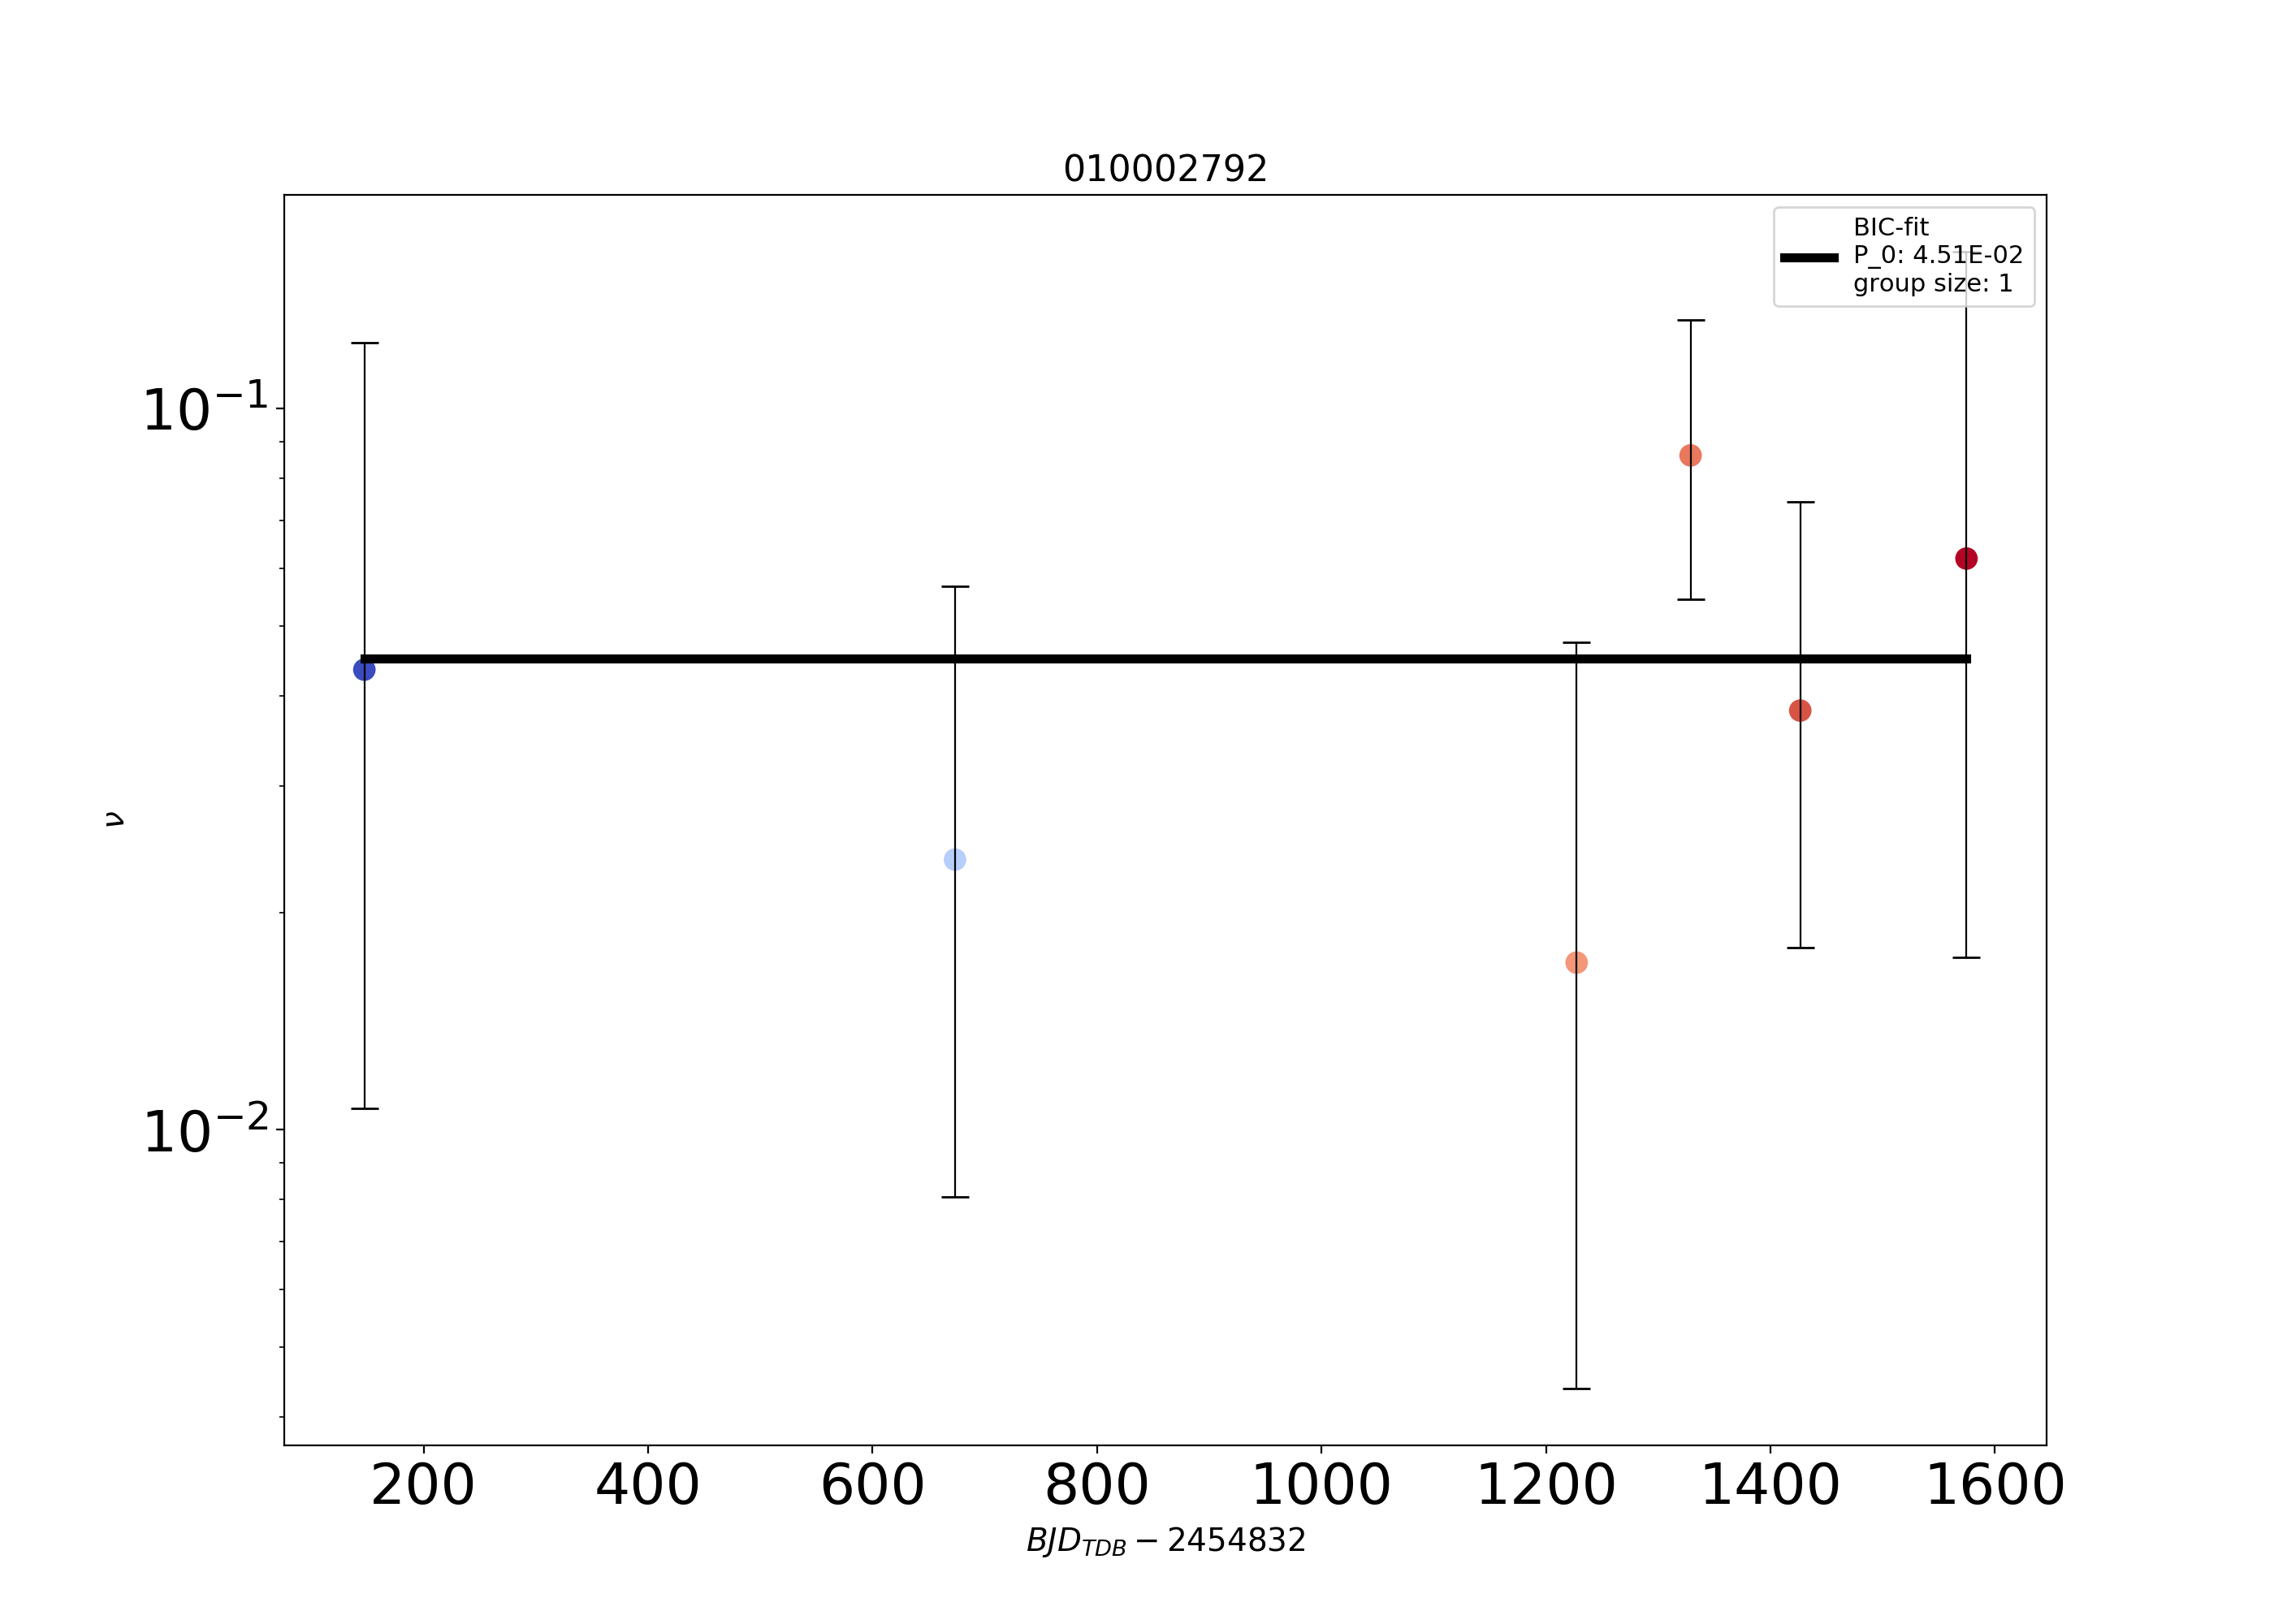 010002792
BIC-fit
P_0: 4.51E-02
group size: 1
10⁻¹
10⁻²
ν
200 400 600 800 1000 1200 1400 1600
BJD_TDB − 2454832